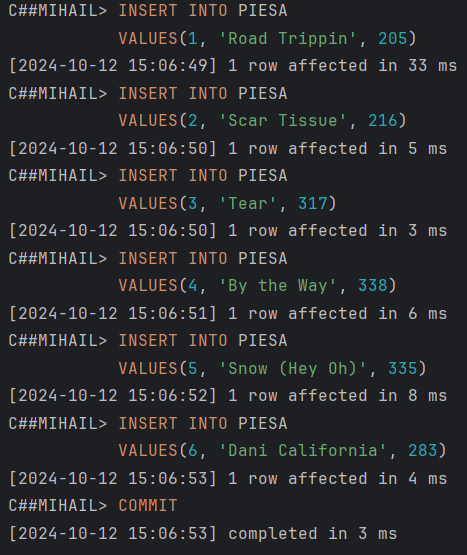 C##MIHAIL> INSERT INTO PIESA
VALUES(1, 'Road Trippin', 205)
[2024-10-12 15:06:49] 1 row affected in 33 ms
C##MIHAIL> INSERT INTO PIESA
VALUES(2, 'Scar Tissue', 216)
[2024-10-12 15:06:50] 1 row affected in 5 ms
C##MIHAIL> INSERT INTO PIESA
VALUES(3, 'Tear', 317)
[2024-10-12 15:06:50] 1 row affected in 3 ms
C##MIHAIL> INSERT INTO PIESA
VALUES(4, 'By the Way', 338)
[2024-10-12 15:06:51] 1 row affected in 6 ms
C##MIHAIL> INSERT INTO PIESA
VALUES(5, 'Snow (Hey Oh)', 335)
[2024-10-12 15:06:52] 1 row affected in 8 ms
C##MIHAIL> INSERT INTO PIESA
VALUES(6, 'Dani California', 283)
[2024-10-12 15:06:53] 1 row affected in 4 ms
C##MIHAIL> COMMIT
[2024-10-12 15:06:53] completed in 3 ms